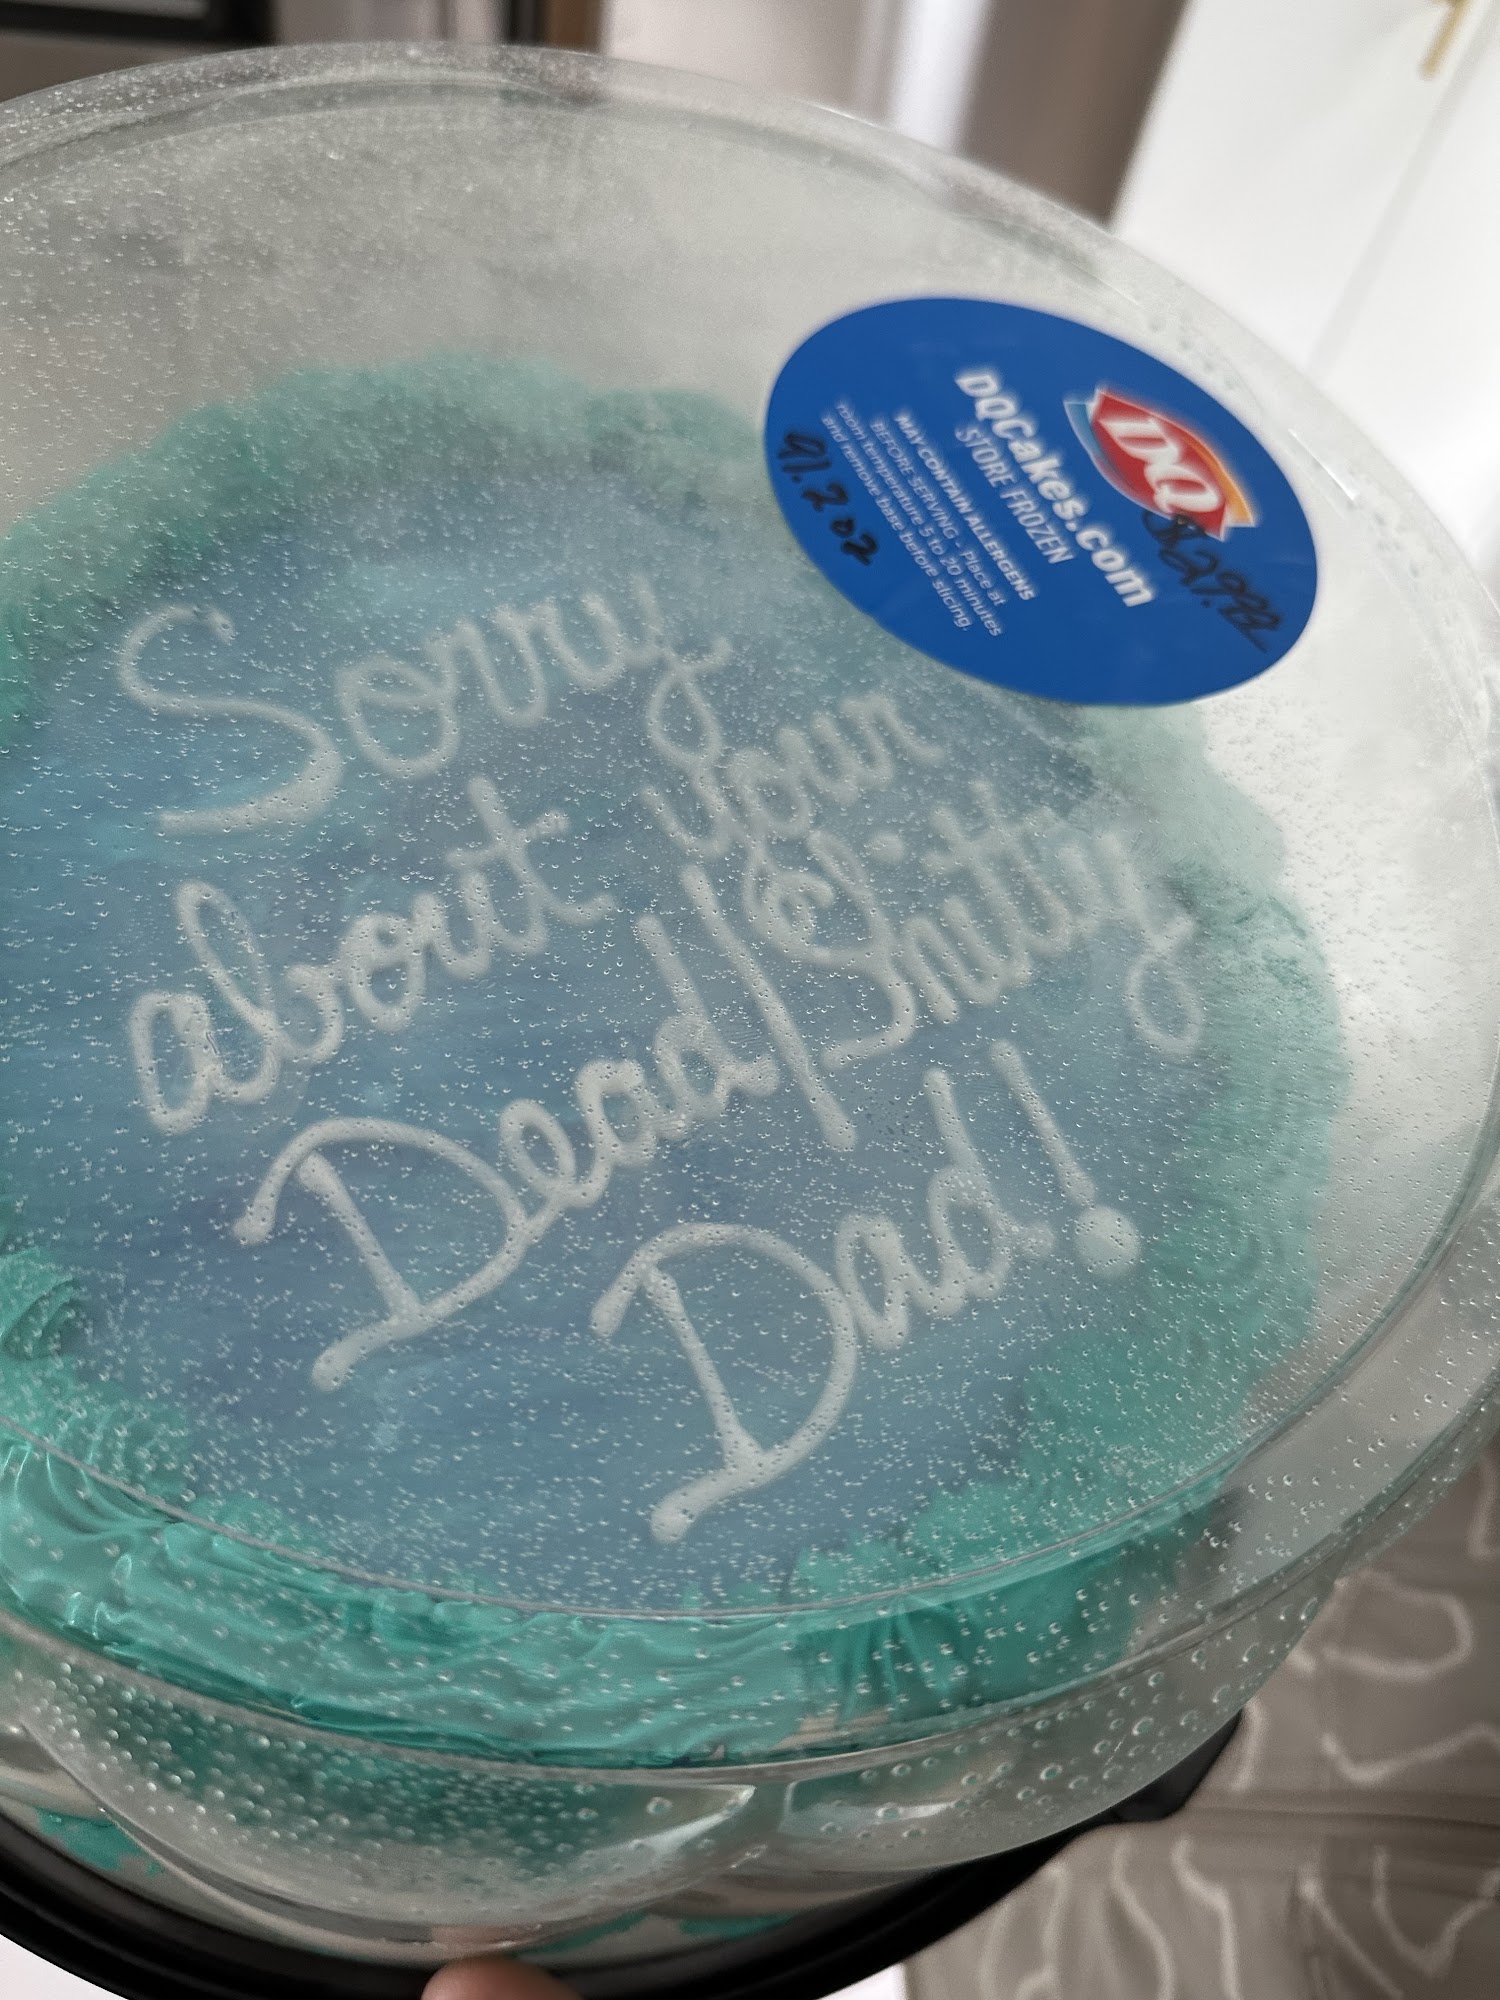 Sorry
about your
Dead/Shitty
Dad!
DQ
DQCakes.com
STORE FROZEN
MAY CONTAIN ALLERGENS
BEFORE SERVING - Place at
room temperature 5 to 20 minutes
and remove base before slicing.